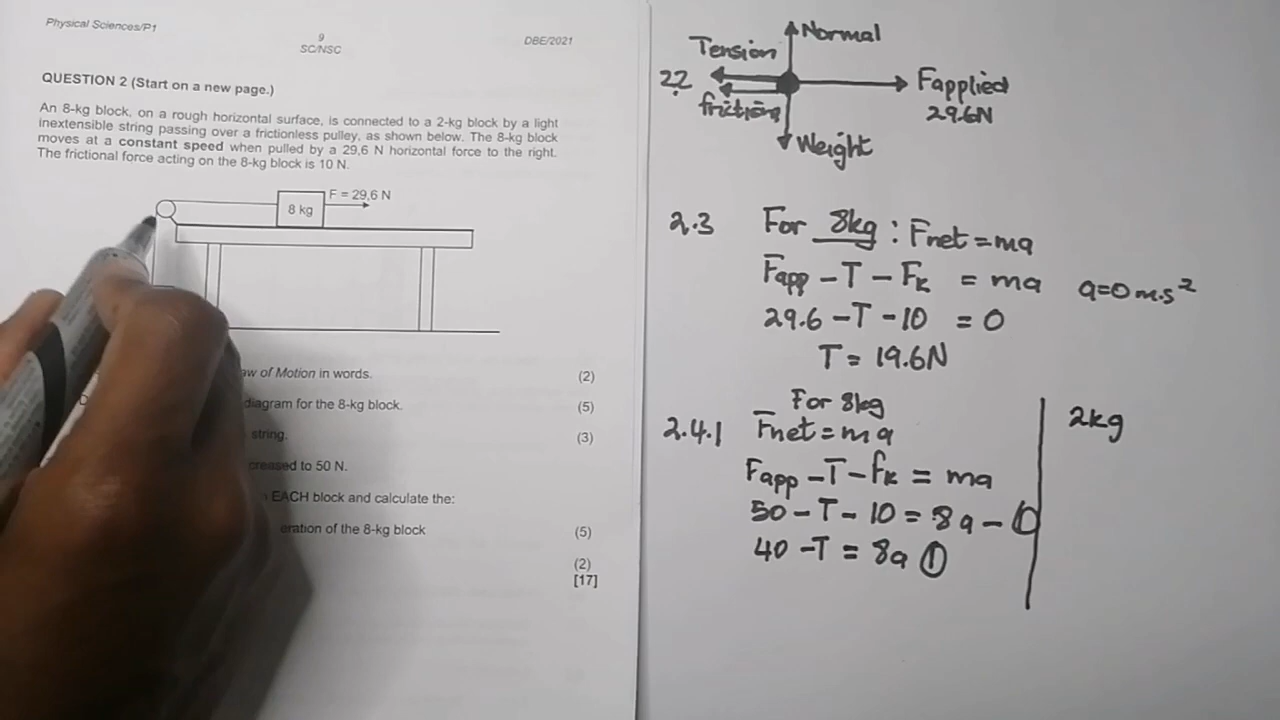 Physical Sciences/P1
9
SC/NSC
DBE/2021
QUESTION 2 (Start on a new page.)
An 8-kg block, on a rough horizontal surface, is connected to a 2-kg block by a light
inextensible string passing over a frictionless pulley, as shown below. The 8-kg block
moves at a constant speed when pulled by a 29,6 N horizontal force to the right.
The frictional force acting on the 8-kg block is 10 N.
F = 29,6 N
8 kg
aw of Motion in words. (2)
diagram for the 8-kg block. (5)
string. (3)
creased to 50 N.
EACH block and calculate the:
eration of the 8-kg block (5)
(2)
[17]
Normal
Tension
2.2
Fapplied
29.6N
friction
Weight
2.3 For 8kg : Fnet = ma
Fapp - T - Fk = ma a=0 m.s²
29.6 - T - 10 = 0
T = 19.6N
For 8kg
2.4.1 Fnet = ma
Fapp - T - fk = ma
50 - T - 10 = 8a - ①
40 - T = 8a ①
2kg